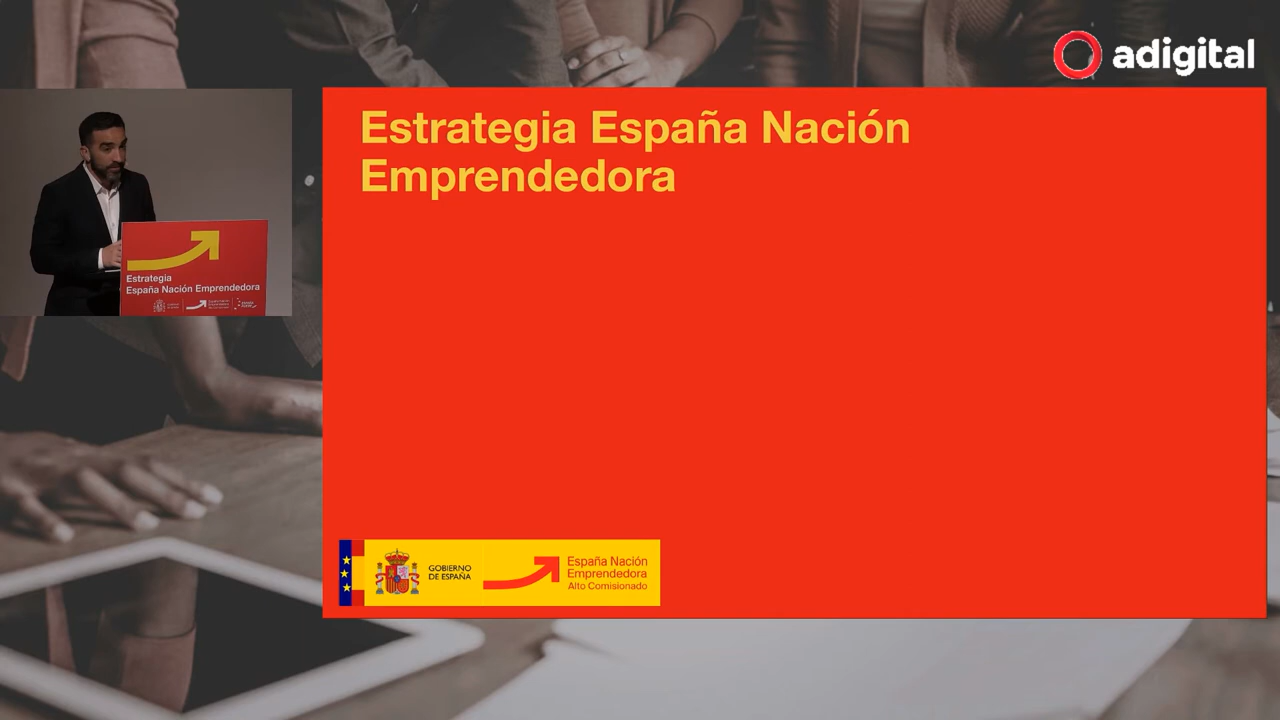 adigital
Estrategia España Nación
Emprendedora
Estrategia
España Nación Emprendedora
GOBIERNO
DE ESPAÑA
España Nación
Emprendedora
Alto Comisionado